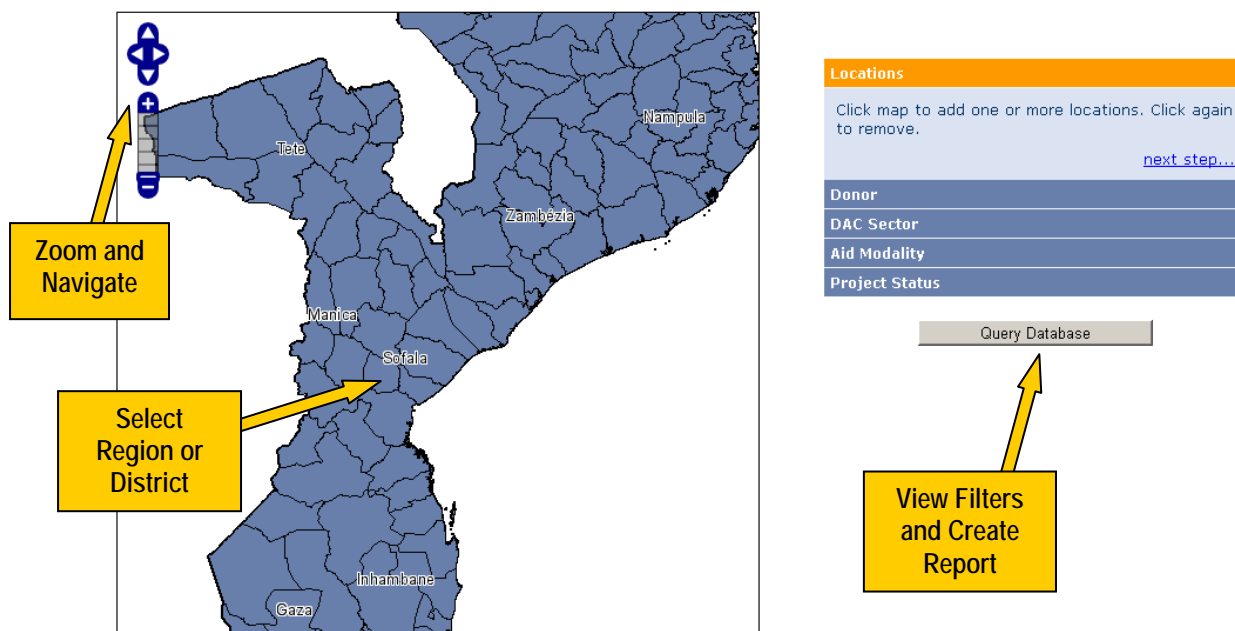 Nampula
Tete
Zambézia
Manica
Sofala
Inhambane
Gaza
Zoom and
Navigate
Select
Region or
District
Locations
Click map to add one or more locations. Click again
to remove.
next step...
Donor
DAC Sector
Aid Modality
Project Status
Query Database
View Filters
and Create
Report